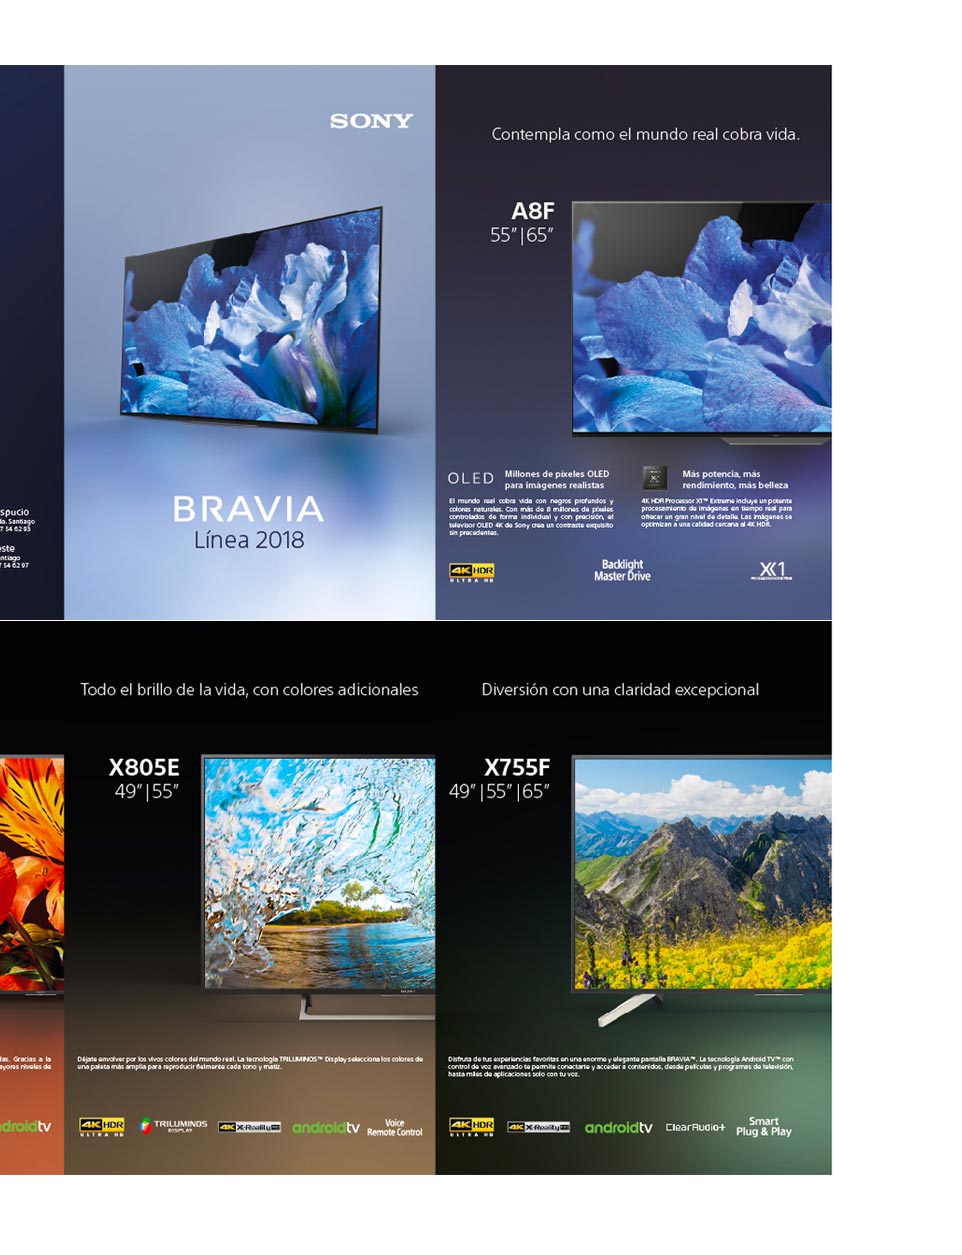 spucio
da. Santiago
7 54 62 93
este
antiago
7 54 62 97
SONY
BRAVIA
Línea 2018
Contempla como el mundo real cobra vida.
A8F
55”|65”
OLED
Millones de píxeles OLED
para imágenes realistas
El mundo real cobra vida con negros profundos y
colores naturales. Con más de 8 millones de píxeles
controlados de forma individual y con precisión, el
televisor OLED 4K de Sony crea un contraste exquisito
sin precedentes.
X1
Más potencia, más
rendimiento, más belleza
4K HDR Processor X1™ Extreme incluye un potente
procesamiento de imágenes en tiempo real para
ofrecer un gran nivel de detalle. Las imágenes se
optimizan a una calidad cercana al 4K HDR.
4K HDR
ULTRA HD
Backlight
Master Drive
X1
das. Gracias a la
ayores niveles de
droidtv
Todo el brillo de la vida, con colores adicionales
X805E
49”|55”
SONY
Déjate envolver por los vivos colores del mundo real. La tecnología TRILUMINOS™ Display selecciona los colores de
una paleta más amplia para reproducir fielmente cada tono y matiz.
4K HDR
ULTRA HD
TRILUMINOS
DISPLAY
4K X-Reality PRO
androidtv
Voice
Remote Control
Diversión con una claridad excepcional
X755F
49”|55”|65”
Disfruta de tus experiencias favoritas en una enorme y elegante pantalla BRAVIA™. La tecnología Android TV™ con
control de voz avanzado te permite conectarte y acceder a contenidos, desde películas y programas de televisión,
hasta miles de aplicaciones solo con tu voz.
4K HDR
ULTRA HD
4K X-Reality PRO
androidtv
ClearAudio+
Smart
Plug & Play